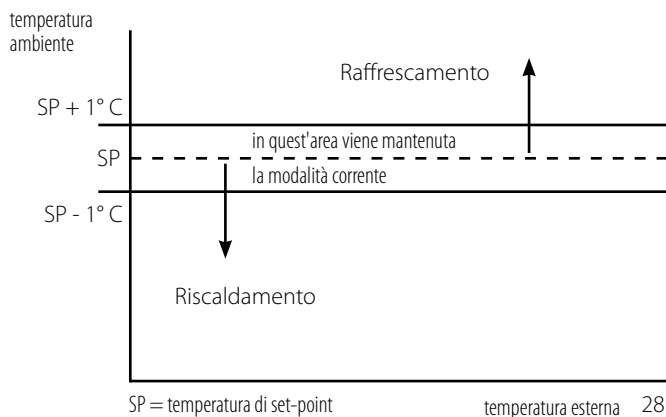 temperatura
ambiente
Raffrescamento
SP + 1° C
in quest'area viene mantenuta
SP
la modalità corrente
SP - 1° C
Riscaldamento
SP = temperatura di set-point
temperatura esterna 28